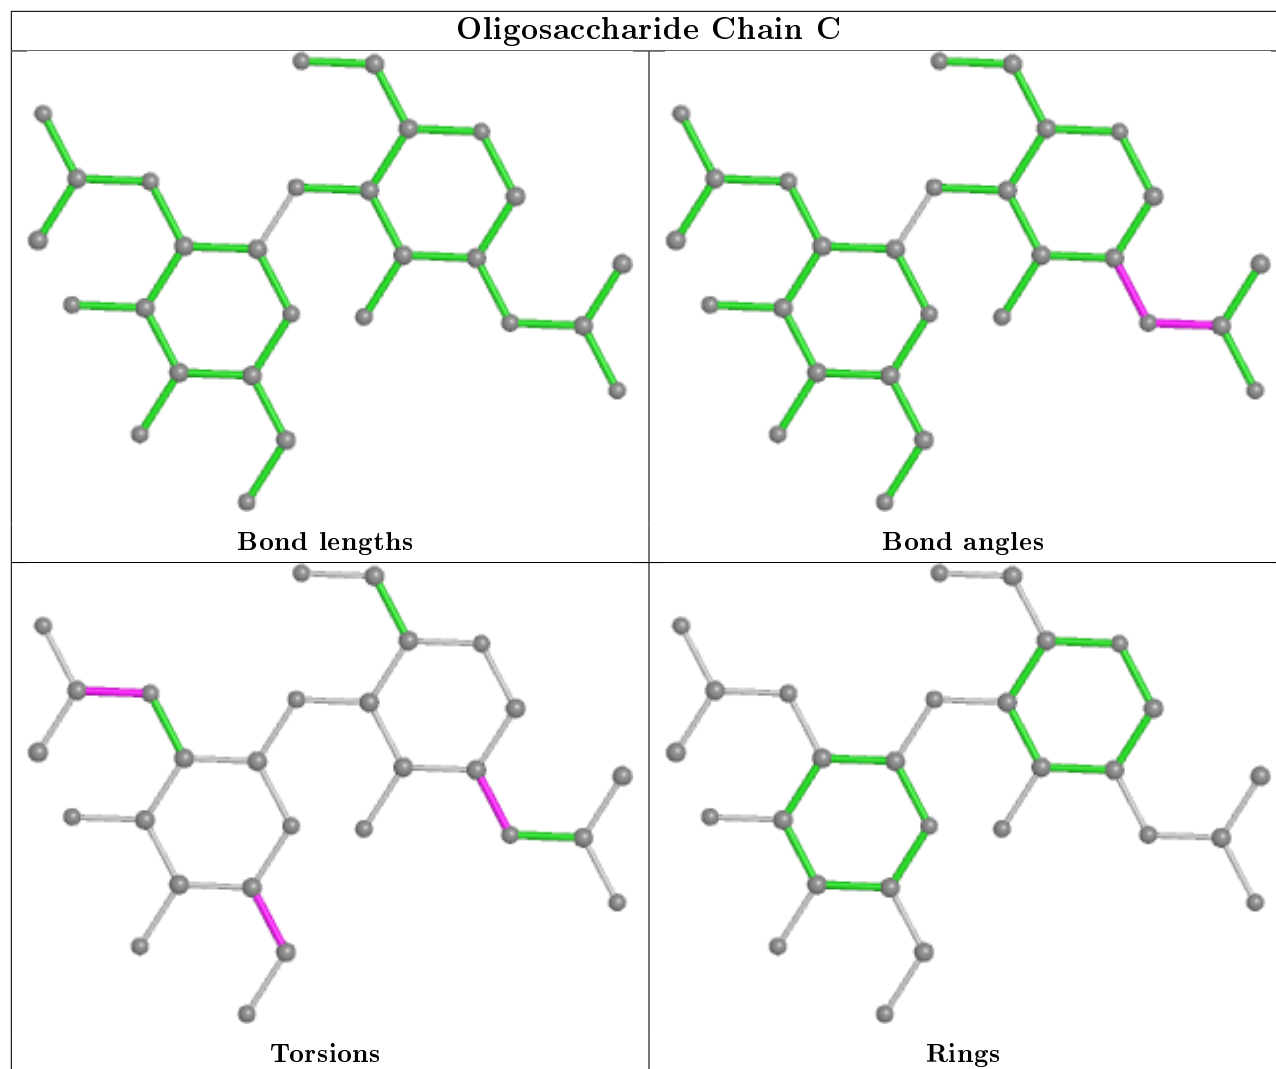 Oligosaccharide Chain C
Bond lengths
Bond angles
Torsions
Rings